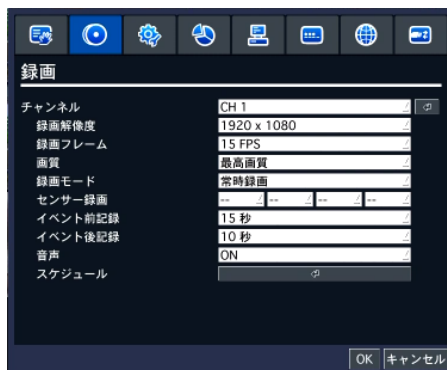 録画
チャンネル CH 1
録画解像度 1920 x 1080
録画フレーム 15 FPS
画質 最高画質
録画モード 常時録画
センサー録画 -- -- -- --
イベント前記録 15 秒
イベント後記録 10 秒
音声 ON
スケジュール
OK キャンセル